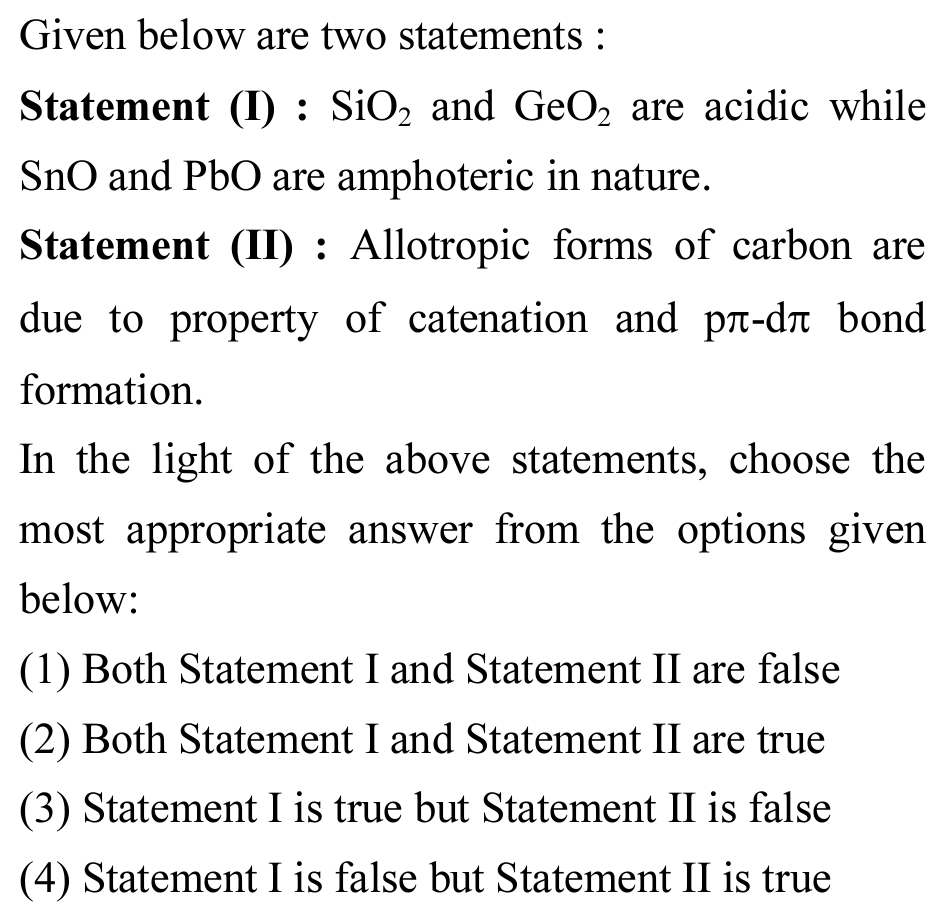 Given below are two statements :
Statement (I) : SiO₂ and GeO₂ are acidic while
SnO and PbO are amphoteric in nature.
Statement (II) : Allotropic forms of carbon are
due to property of catenation and pπ-dπ bond
formation.
In the light of the above statements, choose the
most appropriate answer from the options given
below:
(1) Both Statement I and Statement II are false
(2) Both Statement I and Statement II are true
(3) Statement I is true but Statement II is false
(4) Statement I is false but Statement II is true